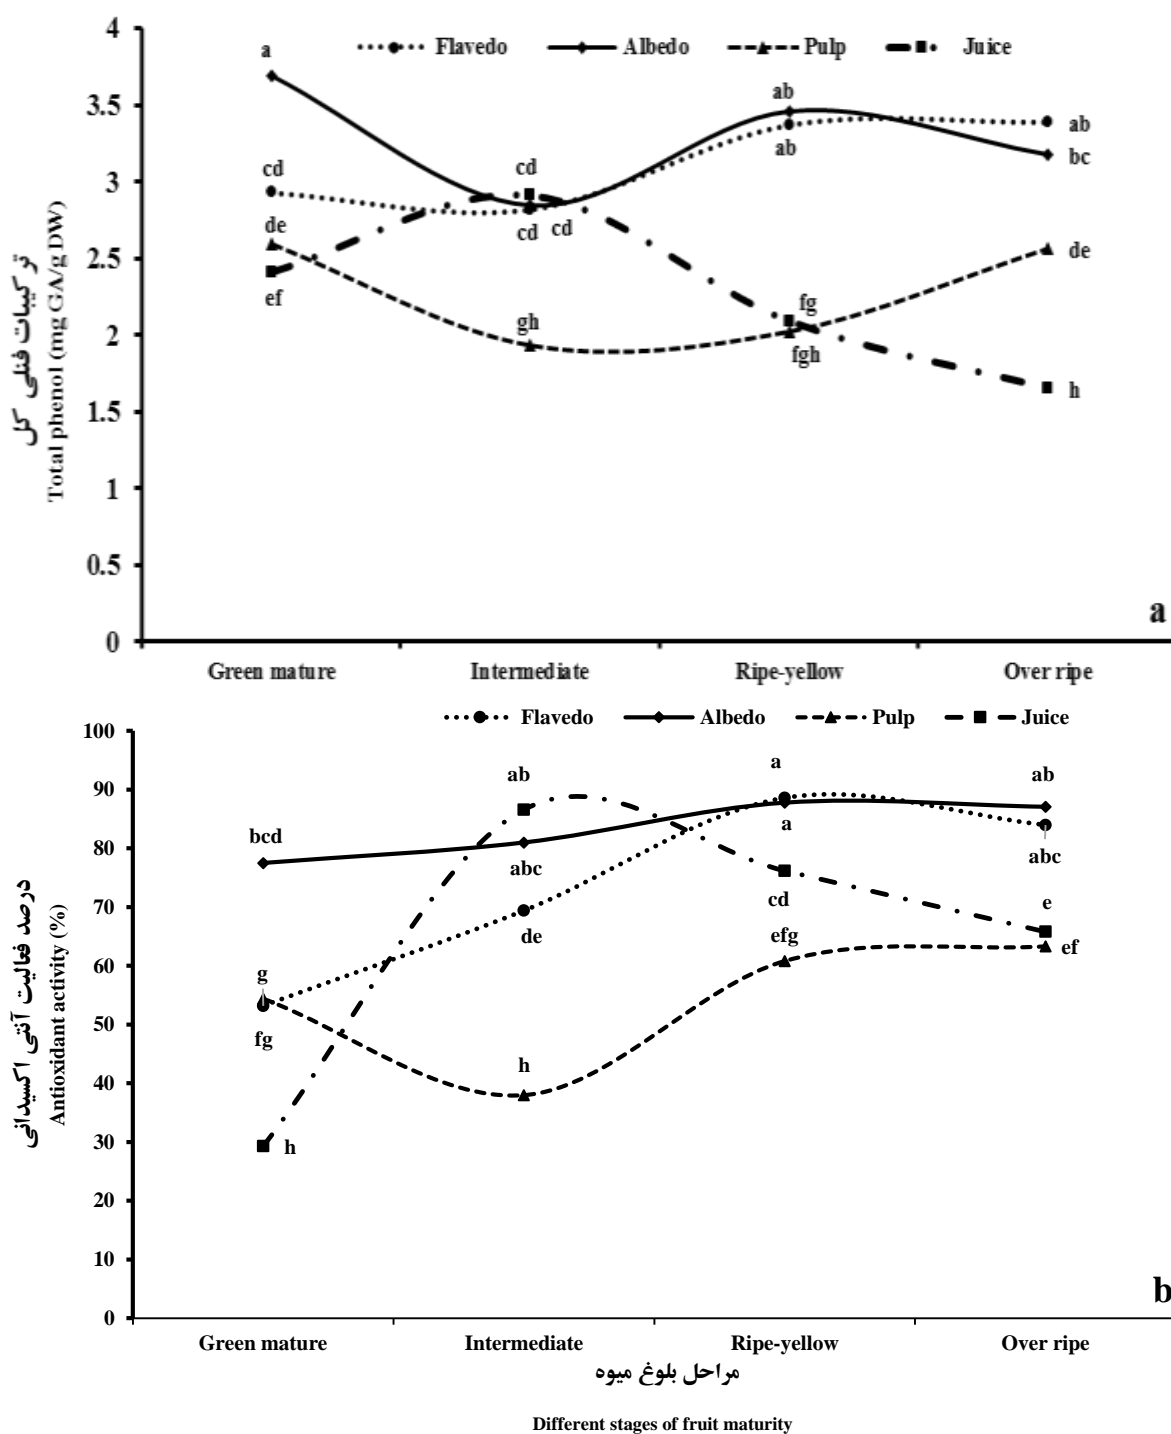 4
3.5
3
2.5
2
1.5
1
0.5
0
ترکیبات فنلی کل
Total phenol (mg GA/g DW)
Flavedo Albedo Pulp Juice
a
cd
de
ef
cd
cd
cd
gh
ab
ab
fg
fgh
ab
bc
de
h
a
Green mature Intermediate Ripe-yellow Over ripe
Flavedo Albedo Pulp Juice
100
90
80
70
60
50
40
30
20
10
0
درصد فعالیت آنتی اکسیدانی
Antioxidant activity (%)
bcd
g
fg
h
ab
abc
de
h
a
a
cd
efg
ab
abc
e
ef
b
Green mature Intermediate Ripe-yellow Over ripe
مراحل بلوغ میوه
Different stages of fruit maturity